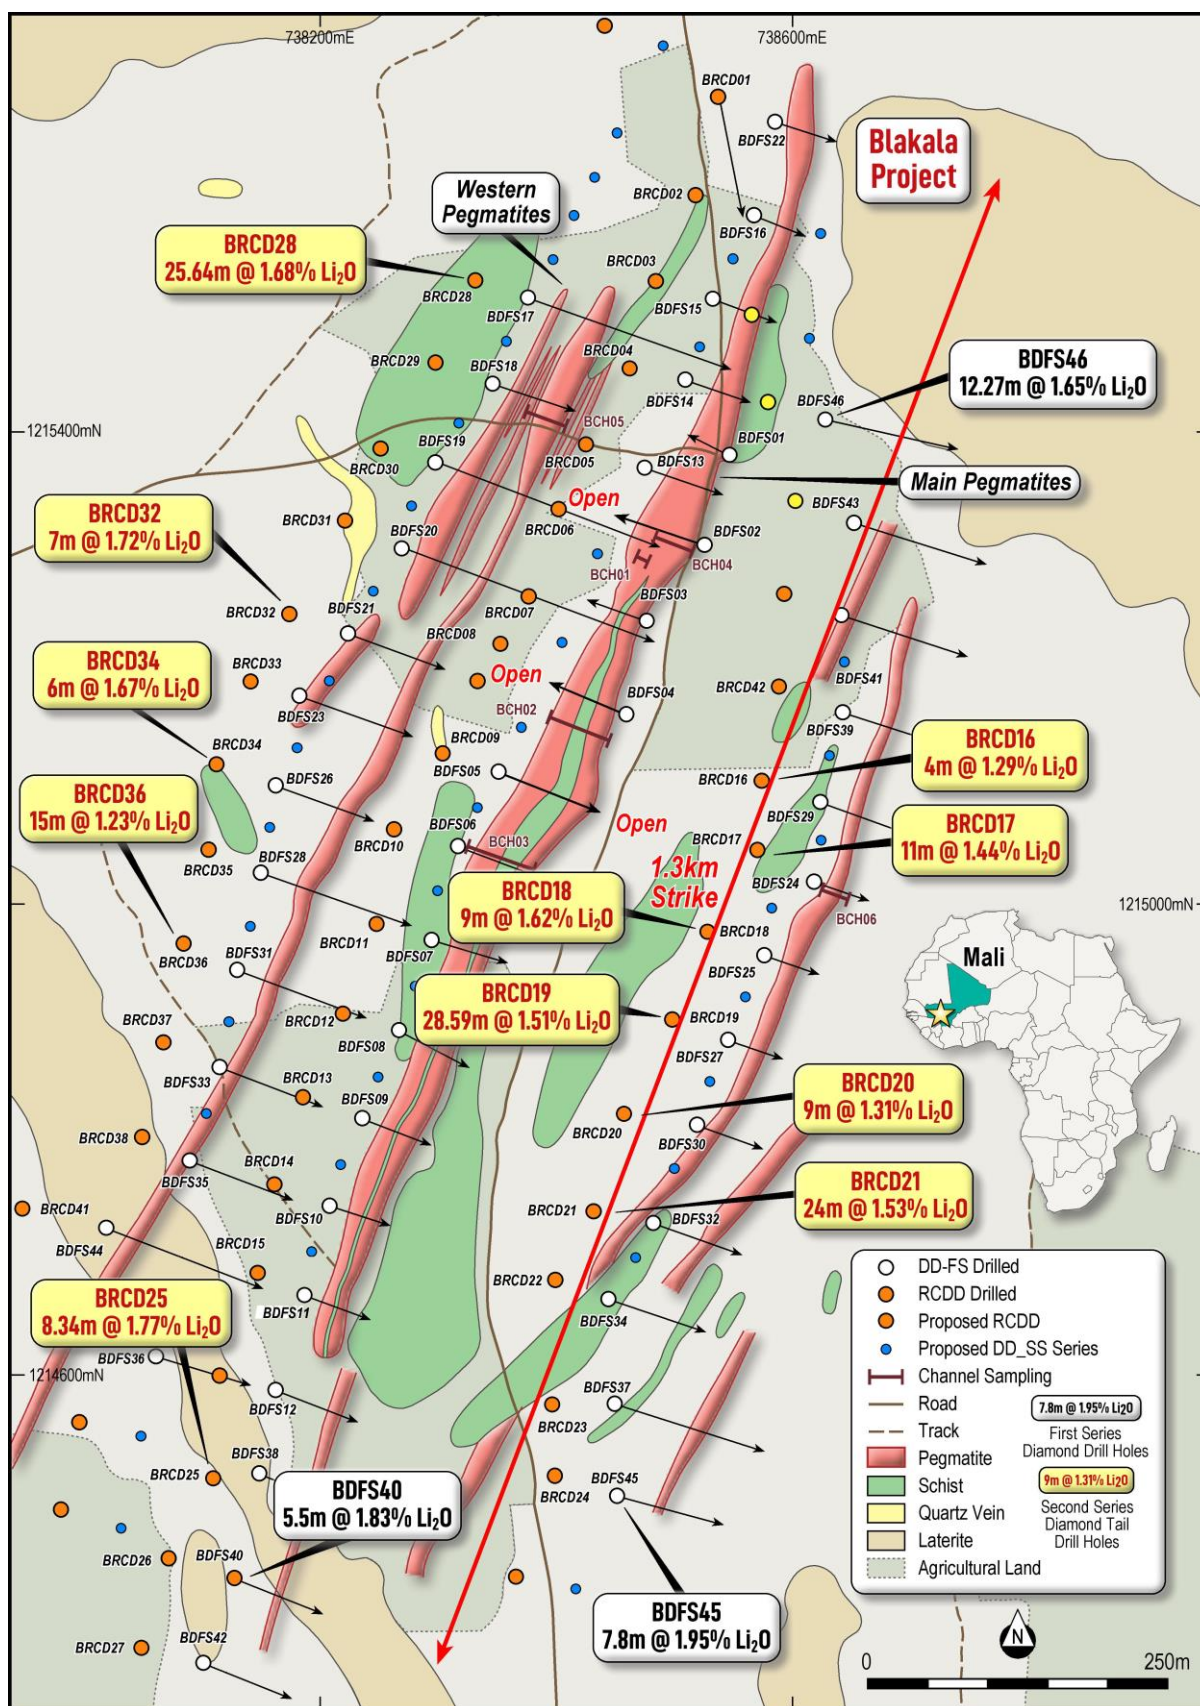 738200mE
738600mE
BRCD01
BDFS22
Blakala
Project
Western
Pegmatites
BRCD02
BDFS16
BRCD28
25.64m @ 1.68% Li₂O
BRCD03
BRCD28
BDFS17
BDFS15
BRCD04
BRCD29
BDFS18
BDFS14
BDFS46
BDFS46
12.27m @ 1.65% Li₂O
1215400mN
BCH05
BDFS19
BRCD30
BRCD05
BDFS01
BDFS13
Main Pegmatites
Open
BRCD32
7m @ 1.72% Li₂O
BRCD31
BRCD06
BDFS43
BDFS20
BDFS02
BCH01
BCH04
BRCD32
BDFS21
BRCD07
BDFS03
BRCD08
BRCD34
6m @ 1.67% Li₂O
BRCD33
Open
BRCD42
BDFS41
BDFS23
BCH02
BDFS04
BDFS39
BRCD34
BRCD09
BDFS05
BRCD16
BRCD16
4m @ 1.29% Li₂O
BDFS26
BRCD36
15m @ 1.23% Li₂O
BDFS06
Open
BDFS29
BRCD17
BRCD17
11m @ 1.44% Li₂O
BRCD10
BCH03
BRCD35
BDFS28
1.3km
Strike
BDFS24
BRCD18
9m @ 1.62% Li₂O
1215000mN
BRCD11
BRCD18
BCH06
BRCD36
BDFS31
BDFS07
BDFS25
Mali
BRCD19
28.59m @ 1.51% Li₂O
BRCD12
BRCD19
BRCD37
BDFS08
BDFS27
BDFS33
BRCD13
BDFS09
BRCD20
9m @ 1.31% Li₂O
BRCD20
BRCD38
BDFS30
BRCD14
BDFS35
BRCD21
24m @ 1.53% Li₂O
BRCD41
BDFS10
BRCD21
BDFS32
BDFS44
BRCD15
BRCD22
BRCD25
8.34m @ 1.77% Li₂O
BDFS11
BDFS34
BDFS36
1214600mN
BDFS37
BDFS12
BRCD23
BDFS38
BRCD25
BDFS45
BRCD24
BDFS40
5.5m @ 1.83% Li₂O
BRCD26
BDFS40
BDFS45
7.8m @ 1.95% Li₂O
BDFS42
BRCD27
DD-FS Drilled
RCDD Drilled
Proposed RCDD
Proposed DD_SS Series
Channel Sampling
Road
Track
Pegmatite
Schist
Quartz Vein
Laterite
Agricultural Land
7.8m @ 1.95% Li₂O
First Series
Diamond Drill Holes
9m @ 1.31% Li₂O
Second Series
Diamond Tail
Drill Holes
N
0
250m